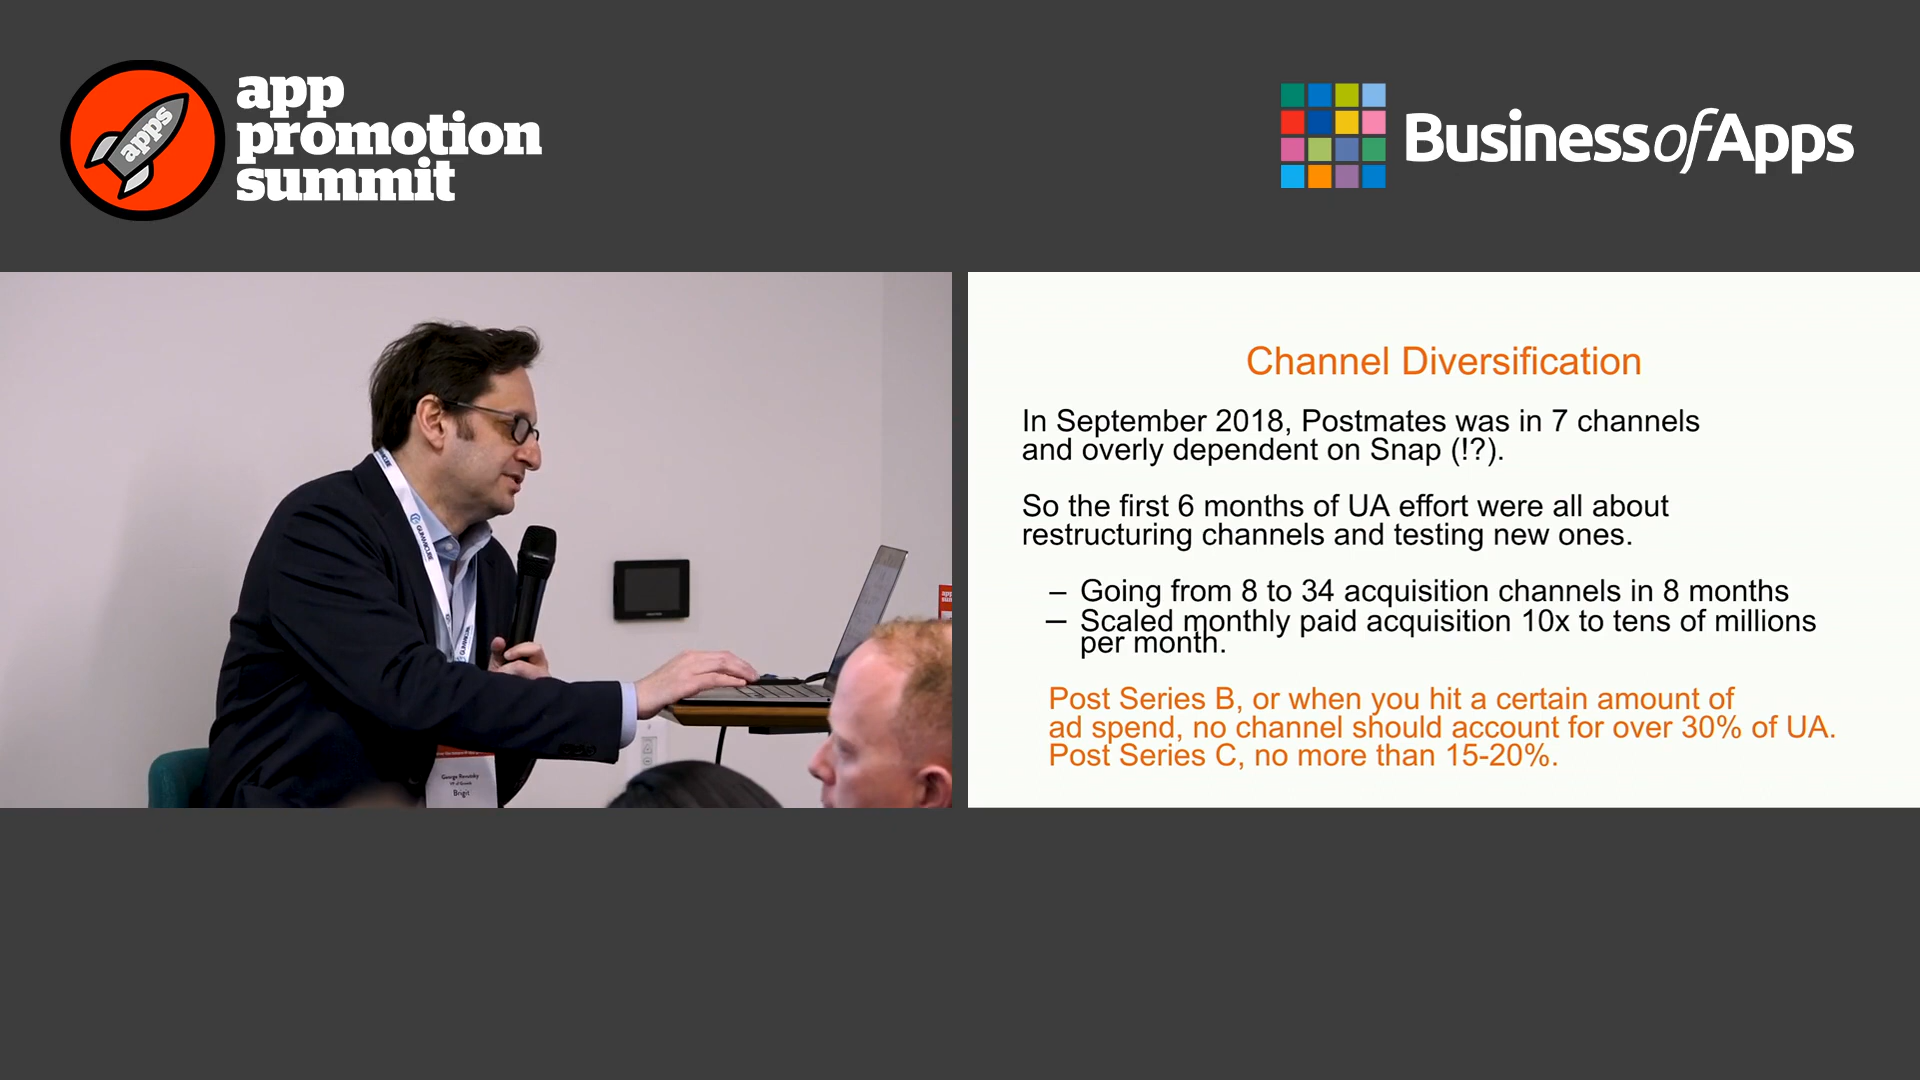 app
promotion
summit
apps
BusinessofApps
Channel Diversification
In September 2018, Postmates was in 7 channels
and overly dependent on Snap (!?).
So the first 6 months of UA effort were all about
restructuring channels and testing new ones.
– Going from 8 to 34 acquisition channels in 8 months
– Scaled monthly paid acquisition 10x to tens of millions
per month.
Post Series B, or when you hit a certain amount of
ad spend, no channel should account for over 30% of UA.
Post Series C, no more than 15-20%.
George
Brigit